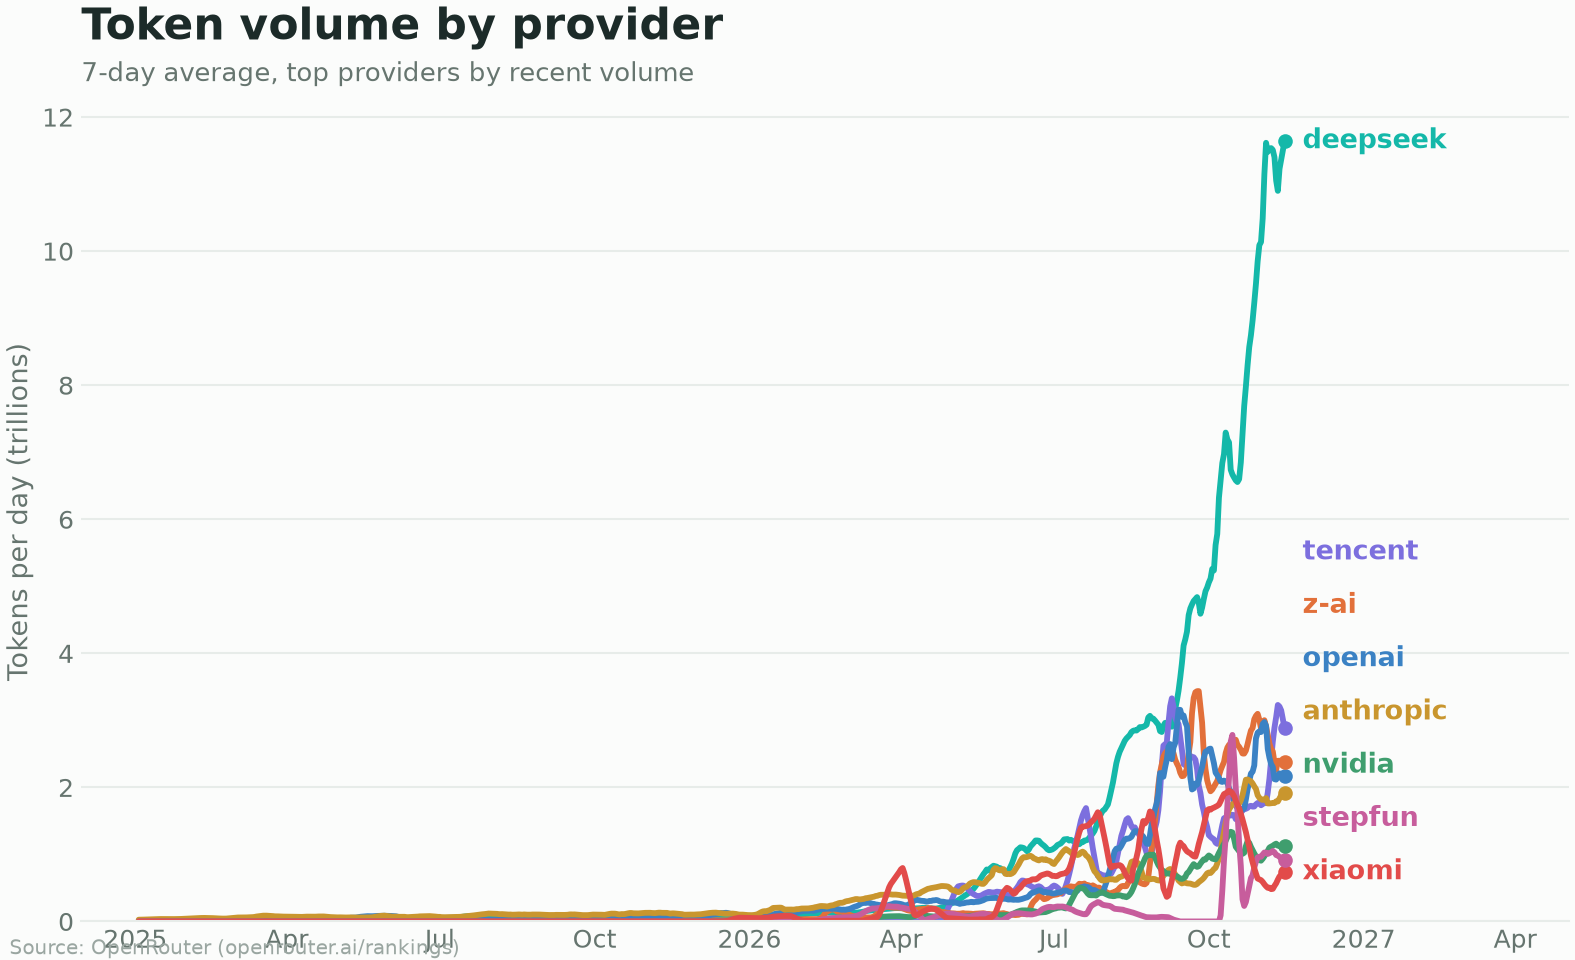 Token volume by provider
7-day average, top providers by recent volume
Tokens per day (trillions)
12
10
8
6
4
2
0
deepseek
tencent
z-ai
openai
anthropic
nvidia
stepfun
xiaomi
2025 Apr Jul Oct 2026 Apr Jul Oct 2027 Apr
Source: OpenRouter (openrouter.ai/rankings)